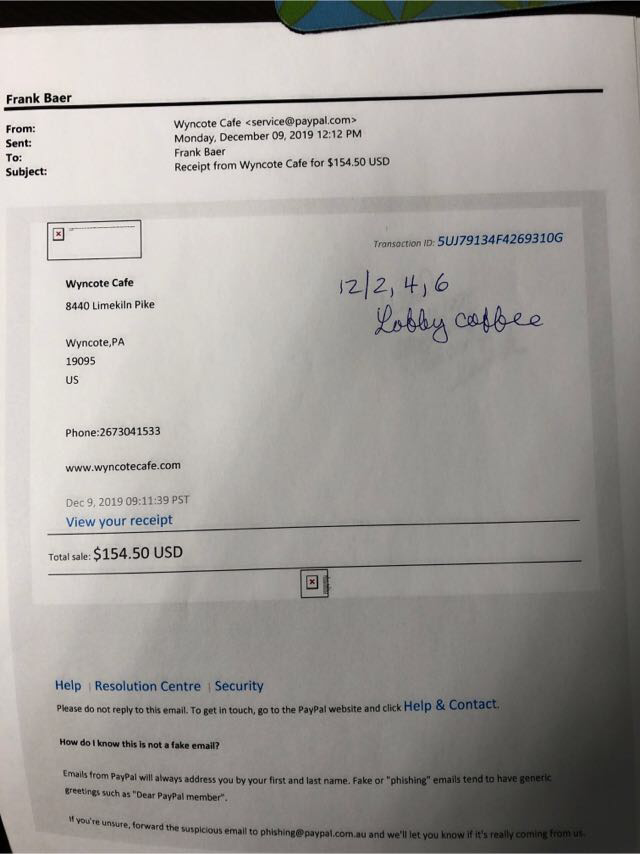 Frank Baer
From: Wyncote Cafe <service@paypal.com>
Sent: Monday, December 09, 2019 12:12 PM
To: Frank Baer
Subject: Receipt from Wyncote Cafe for $154.50 USD
Transaction ID: 5UJ79134F4269310G
Wyncote Cafe
8440 Limekiln Pike
12/2, 4, 6
Lobby coffee
Wyncote,PA
19095
US
Phone:2673041533
www.wyncotecafe.com
Dec 9, 2019 09:11:39 PST
View your receipt
Total sale: $154.50 USD
Help | Resolution Centre | Security
Please do not reply to this email. To get in touch, go to the PayPal website and click Help & Contact.
How do I know this is not a fake email?
Emails from PayPal will always address you by your first and last name. Fake or "phishing" emails tend to have generic
greetings such as "Dear PayPal member".
If you're unsure, forward the suspicious email to phishing@paypal.com.au and we'll let you know if it's really coming from us.